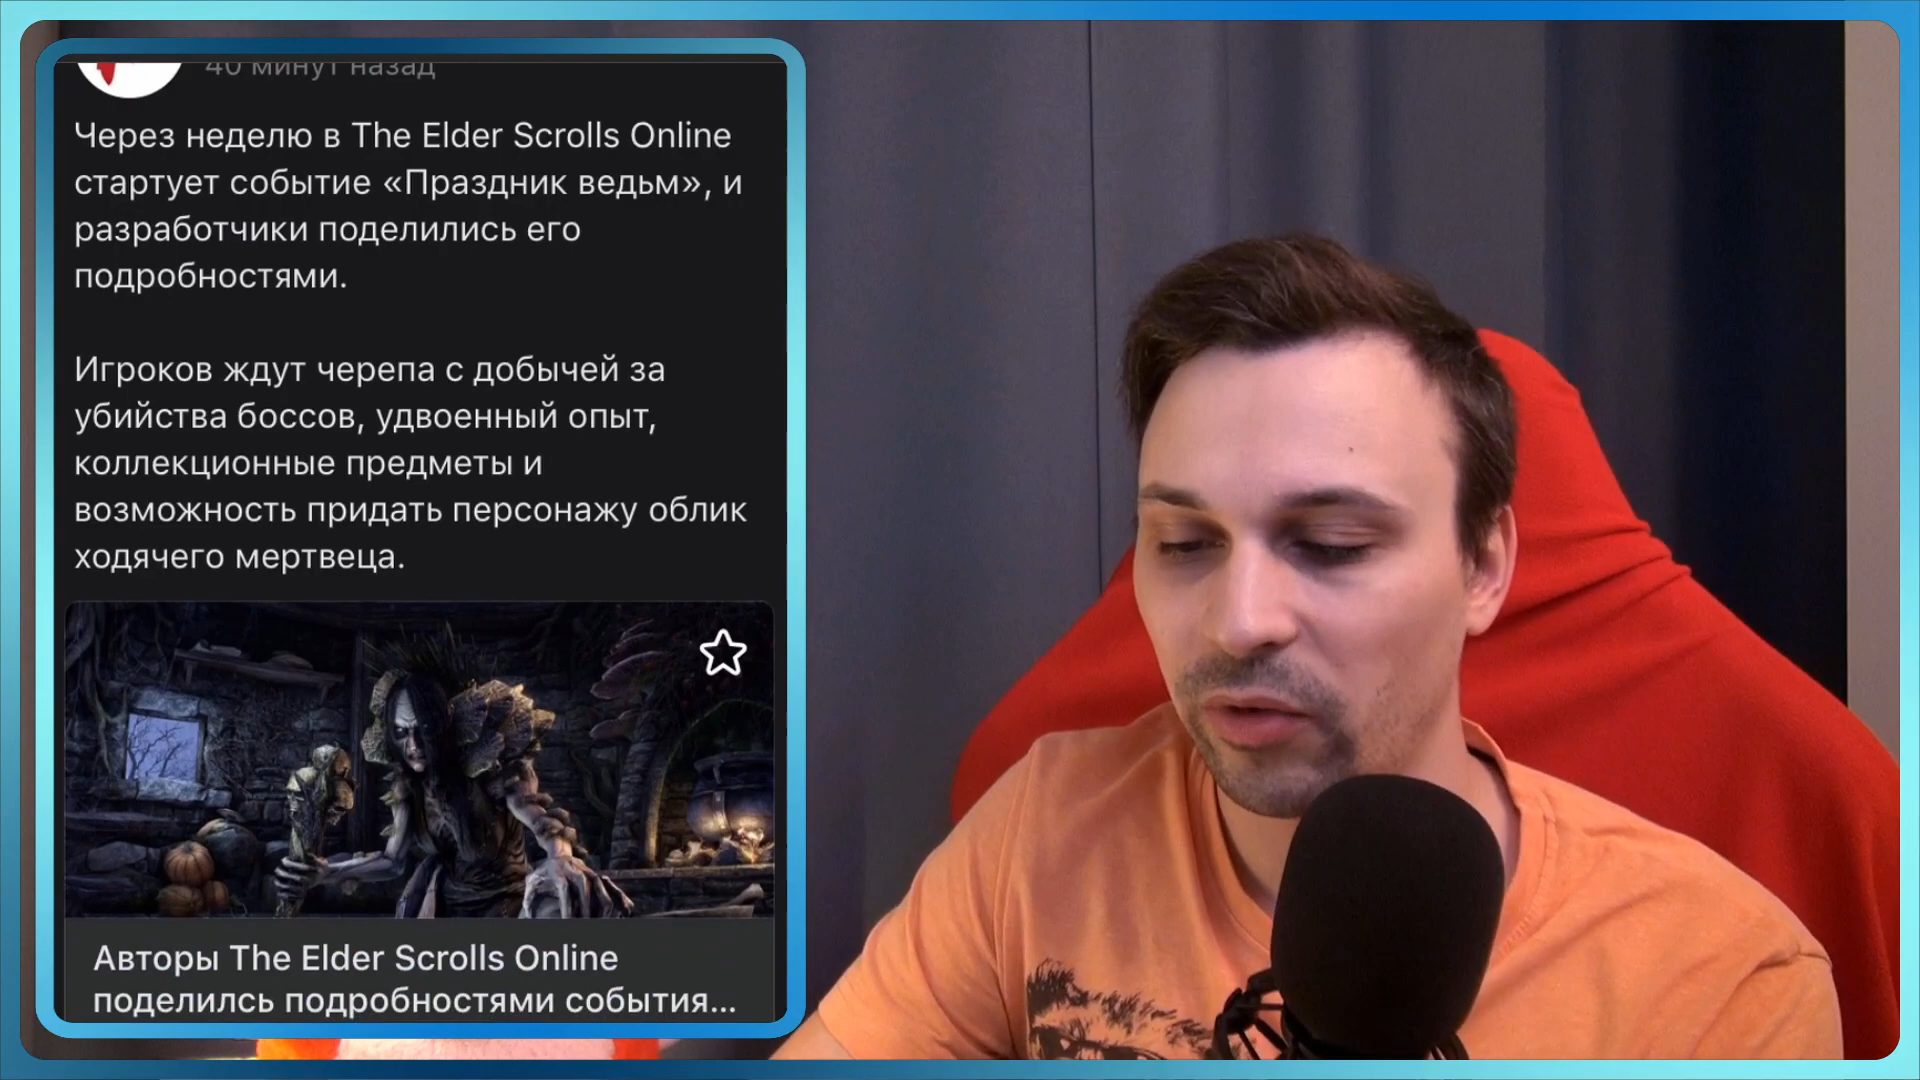 40 минут назад
Через неделю в The Elder Scrolls Online
стартует событие «Праздник ведьм», и
разработчики поделились его
подробностями.
Игроков ждут черепа с добычей за
убийства боссов, удвоенный опыт,
коллекционные предметы и
возможность придать персонажу облик
ходячего мертвеца.
Авторы The Elder Scrolls Online
поделилсь подробностями события...